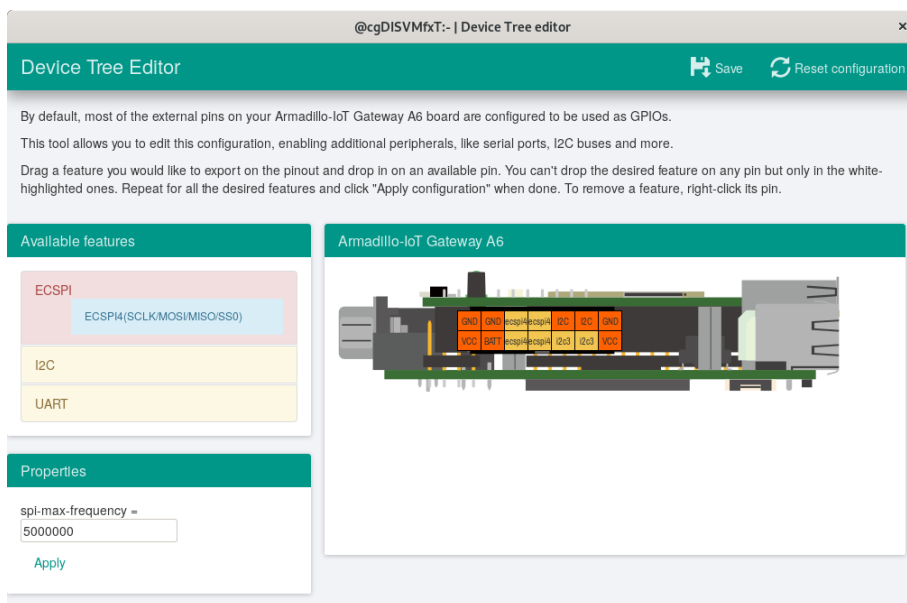 @cgDISVMfxT:~ | Device Tree editor ×
Device Tree Editor
Save
Reset configuration
By default, most of the external pins on your Armadillo-IoT Gateway A6 board are configured to be used as GPIOs.
This tool allows you to edit this configuration, enabling additional peripherals, like serial ports, I2C buses and more.
Drag a feature you would like to export on the pinout and drop in on an available pin. You can't drop the desired feature on any pin but only in the white-
highlighted ones. Repeat for all the desired features and click "Apply configuration" when done. To remove a feature, right-click its pin.
Available features
ECSPI
ECSPI4(SCLK/MOSI/MISO/SS0)
I2C
UART
Properties
spi-max-frequency =
5000000
Apply
Armadillo-IoT Gateway A6
GND GND ecspi4 ecspi4 I2C I2C GND
VCC BATT ecspi4 ecspi4 i2c3 i2c3 VCC